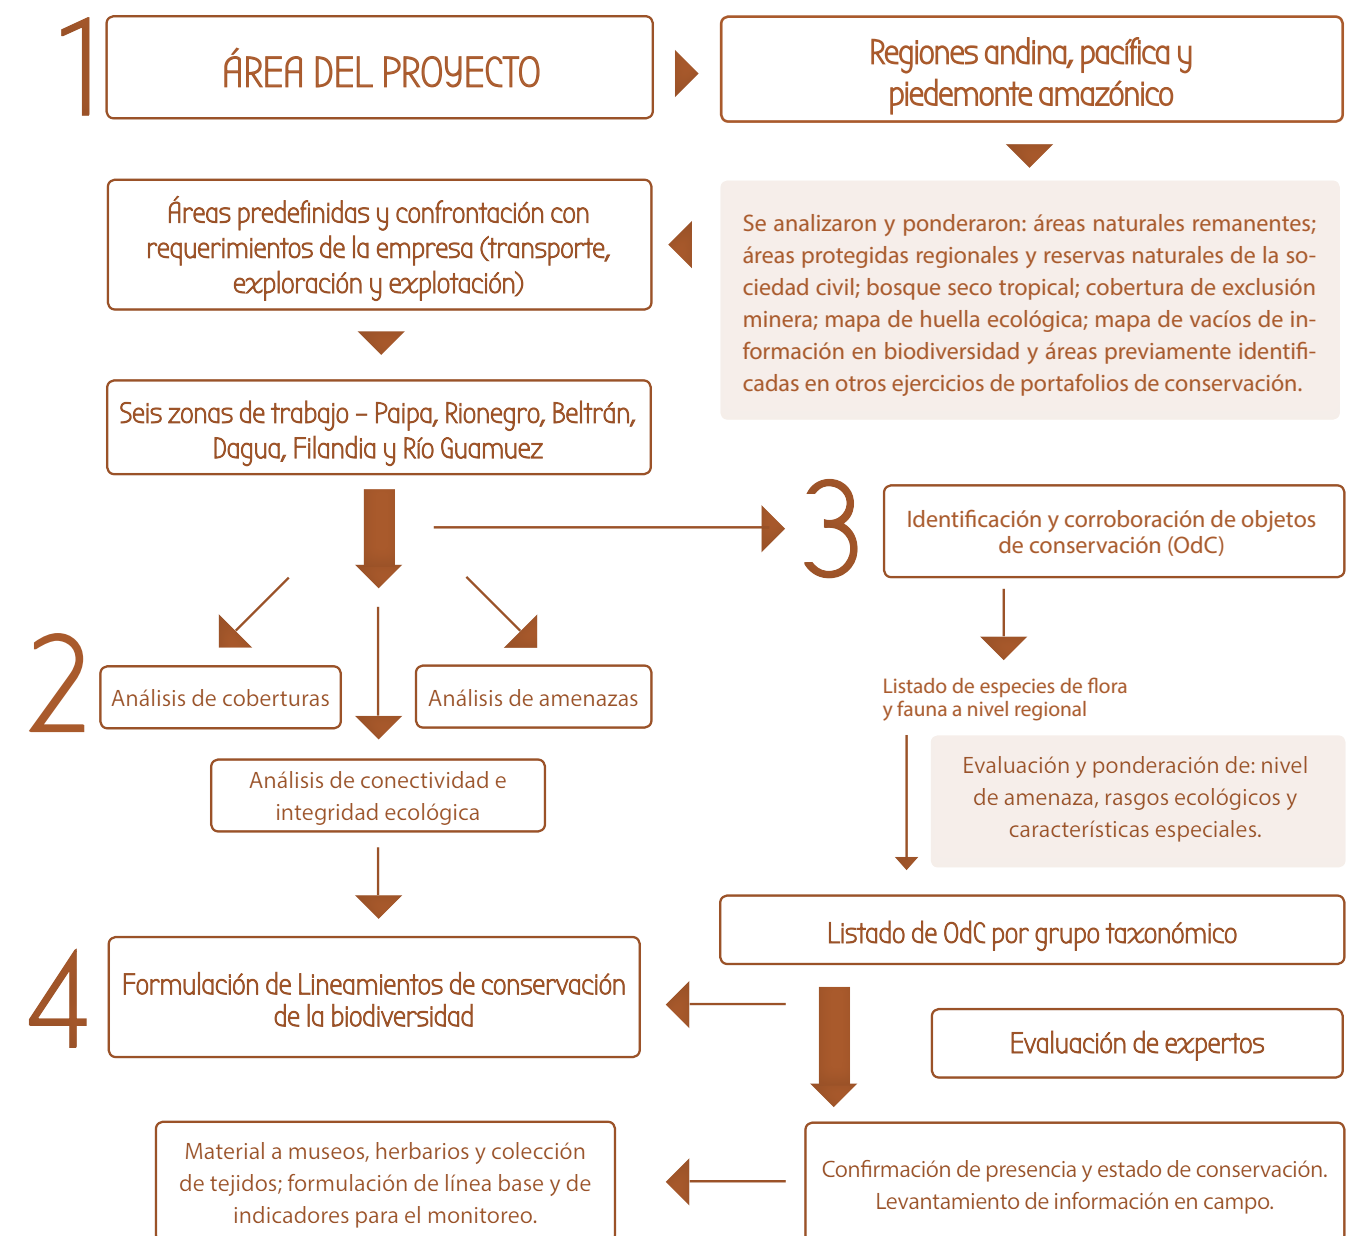 1
ÁREA DEL PROYECTO
Regiones andina, pacífica y
piedemonte amazónico
Se analizaron y ponderaron: áreas naturales remanentes;
áreas protegidas regionales y reservas naturales de la so-
ciedad civil; bosque seco tropical; cobertura de exclusión
minera; mapa de huella ecológica; mapa de vacíos de in-
formación en biodiversidad y áreas previamente identifi-
cadas en otros ejercicios de portafolios de conservación.
Áreas predefinidas y confrontación con
requerimientos de la empresa (transporte,
exploración y explotación)
Seis zonas de trabajo – Paipa, Rionegro, Beltrán,
Dagua, Filandia y Río Guamuez
2
Análisis de coberturas
Análisis de amenazas
Análisis de conectividad e
integridad ecológica
3
Identificación y corroboración de objetos
de conservación (OdC)
Listado de especies de flora
y fauna a nivel regional
Evaluación y ponderación de: nivel
de amenaza, rasgos ecológicos y
características especiales.
Listado de OdC por grupo taxonómico
4
Formulación de Lineamientos de conservación
de la biodiversidad
Evaluación de expertos
Confirmación de presencia y estado de conservación.
Levantamiento de información en campo.
Material a museos, herbarios y colección
de tejidos; formulación de línea base y de
indicadores para el monitoreo.